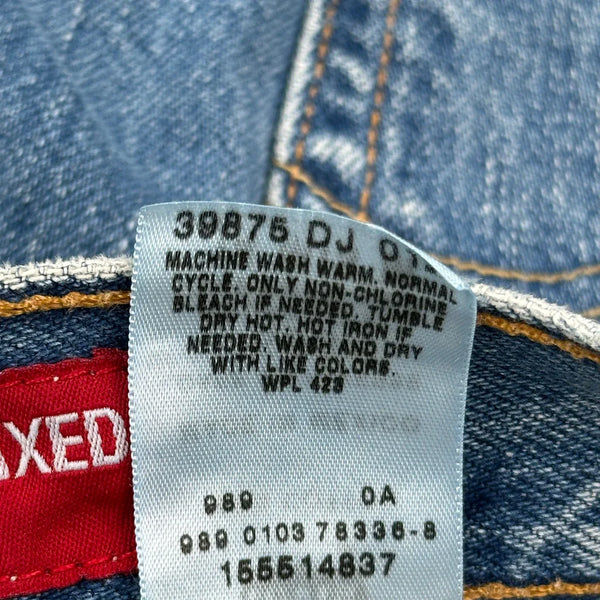 39875 DJ 01
MACHINE WASH WARM. NORMAL
CYCLE. ONLY NON-CHLORINE
BLEACH IF NEEDED. TUMBLE
DRY HOT. HOT IRON IF
NEEDED. WASH AND DRY
WITH LIKE COLORS.
WPL 423
989 0A
989 0103 78336-8
155514837
AXED